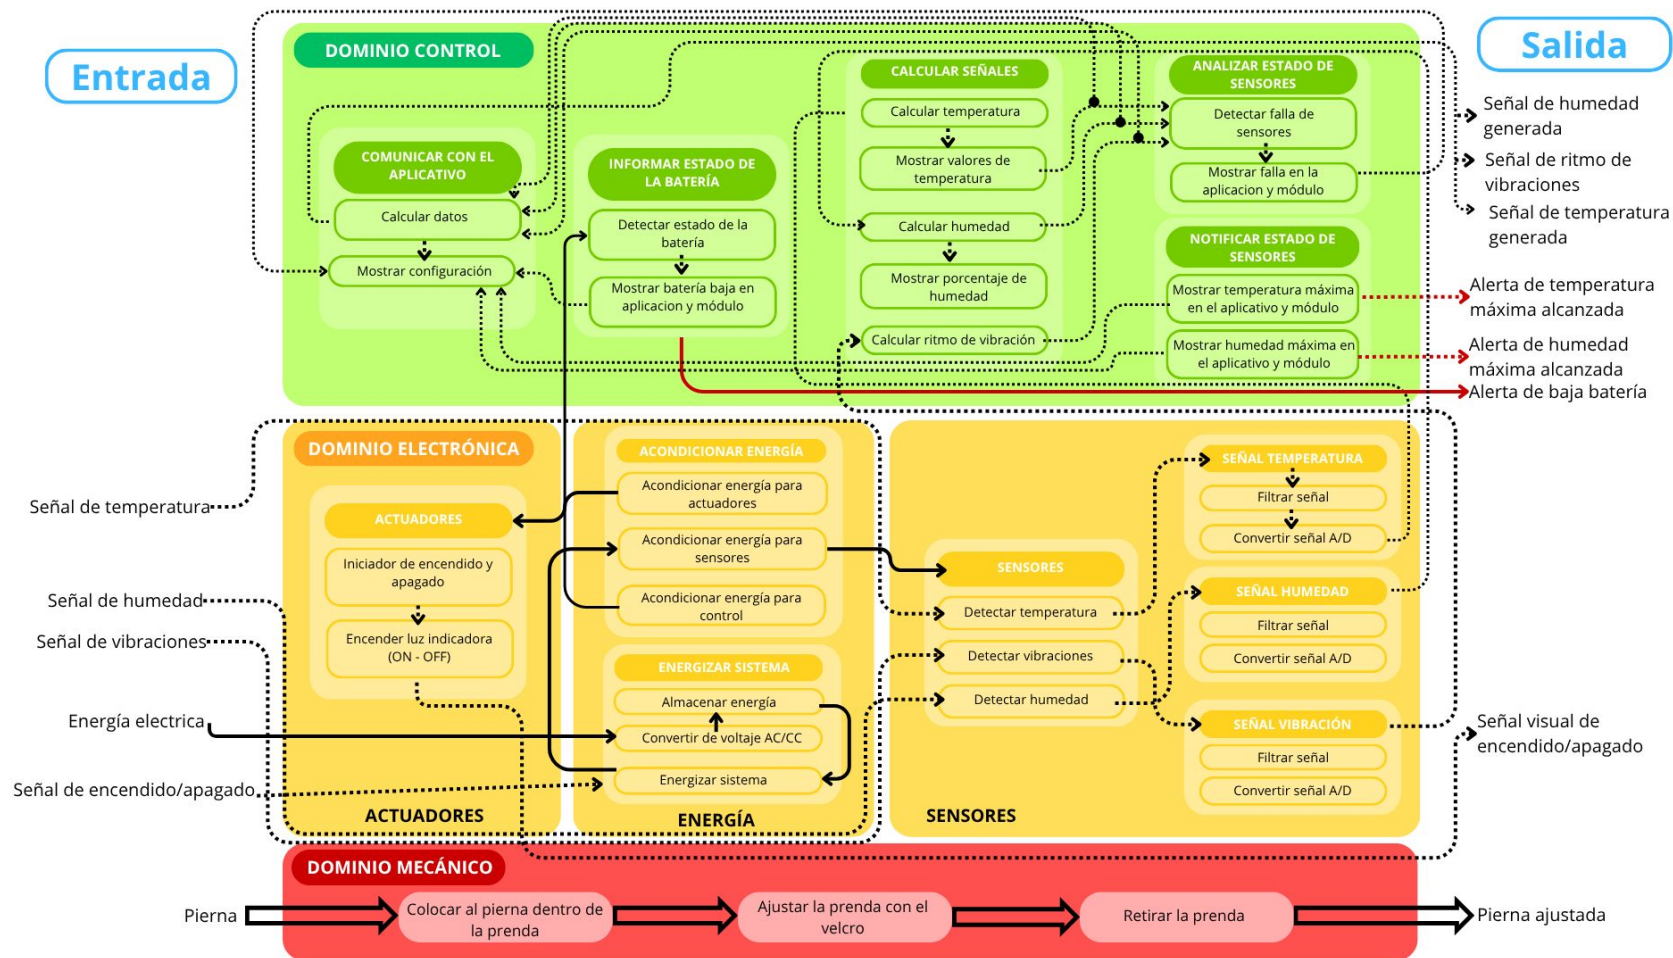 Entrada
Salida
DOMINIO CONTROL
COMUNICAR CON EL
APLICATIVO
Calcular datos
Mostrar configuración
INFORMAR ESTADO DE
LA BATERÍA
Detectar estado de la
batería
Mostrar batería baja en
aplicacion y módulo
CALCULAR SEÑALES
Calcular temperatura
Mostrar valores de
temperatura
Calcular humedad
Mostrar porcentaje de
humedad
Calcular ritmo de vibración
ANALIZAR ESTADO DE
SENSORES
Detectar falla de
sensores
Mostrar falla en la
aplicacion y módulo
NOTIFICAR ESTADO DE
SENSORES
Mostrar temperatura máxima
en el aplicativo y módulo
Mostrar humedad máxima en
el aplicativo y módulo
Señal de humedad
generada
Señal de ritmo de
vibraciones
Señal de temperatura
generada
Alerta de temperatura
máxima alcanzada
Alerta de humedad
máxima alcanzada
Alerta de baja batería
Señal de temperatura
Señal de humedad
Señal de vibraciones
Energía electrica
Señal de encendido/apagado
DOMINIO ELECTRÓNICA
ACTUADORES
Iniciador de encendido y
apagado
Encender luz indicadora
(ON - OFF)
ACTUADORES
ACONDICIONAR ENERGÍA
Acondicionar energía para
actuadores
Acondicionar energía para
sensores
Acondicionar energía para
control
ENERGIZAR SISTEMA
Almacenar energía
Convertir de voltaje AC/CC
Energizar sistema
ENERGÍA
SENSORES
Detectar temperatura
Detectar vibraciones
Detectar humedad
SENSORES
SEÑAL TEMPERATURA
Filtrar señal
Convertir señal A/D
SEÑAL HUMEDAD
Filtrar señal
Convertir señal A/D
SEÑAL VIBRACIÓN
Filtrar señal
Convertir señal A/D
Señal visual de
encendido/apagado
DOMINIO MECÁNICO
Pierna
Colocar al pierna dentro de
la prenda
Ajustar la prenda con el
velcro
Retirar la prenda
Pierna ajustada